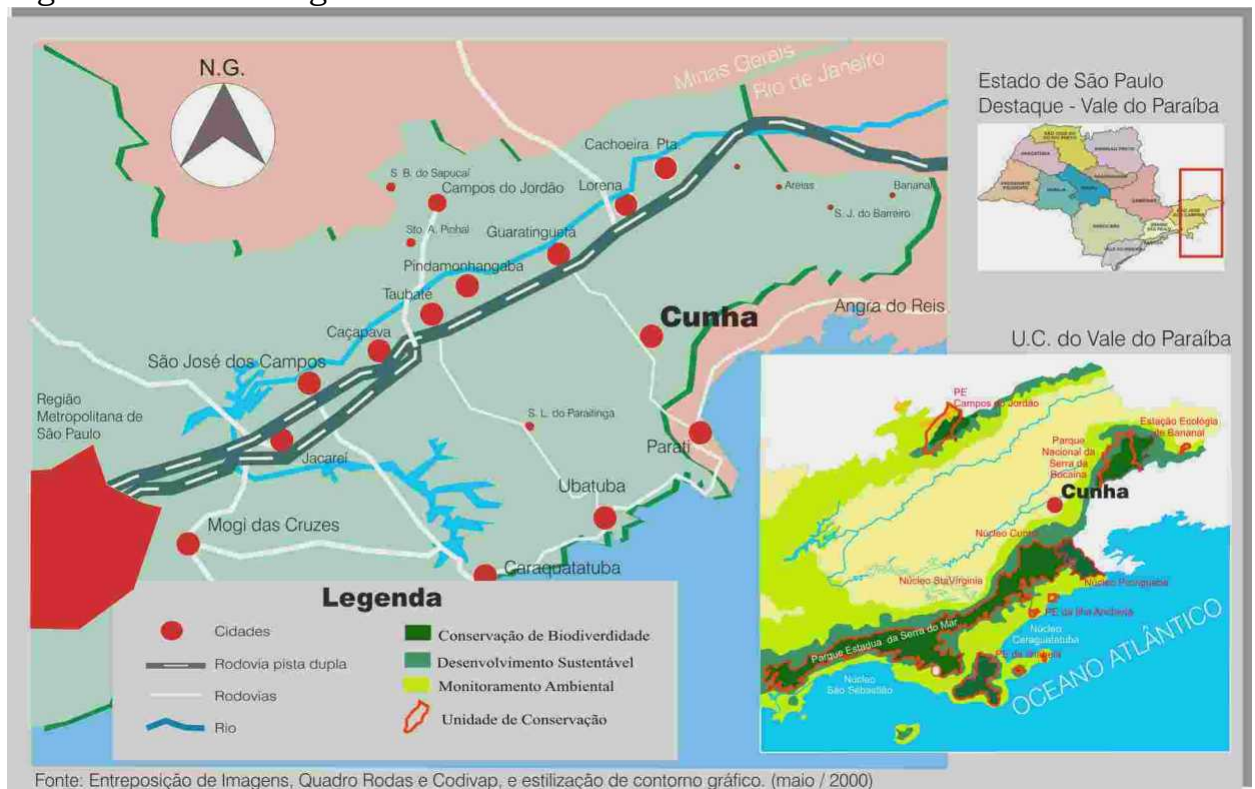 N.G.
Minas Gerais
Rio de Janeiro
Cachoeira Pta.
S B. do Sapucaí
Campos do Jordão
Lorena
Areias
Bananal
S. J. do Barreiro
Sto. A. Pinhal
Guaratinguetá
Pindamonhangaba
Taubaté
Cunha
Angra do Reis
Caçapava
São José dos Campos
Região
Metropolitana de
São Paulo
S. L. do Paraitinga
Parati
Jacareí
Ubatuba
Mogi das Cruzes
Caraquatatuba
Legenda
Cidades
Rodovia pista dupla
Rodovias
Rio
Conservação de Biodiverdidade
Desenvolvimento Sustentável
Monitoramento Ambiental
Unidade de Conservação
Estado de São Paulo
Destaque - Vale do Paraíba
U.C. do Vale do Paraíba
PE
Campos do Jordão
Estação Ecológia
de Bananal
Parque
Nacional da
Serra da
Bocaina
Cunha
Núcleo Cunha
Núcleo Sta Virginia
Núcleo Picinguaba
PE da Ilha Anchieta
Núcleo
Caraguatatuba
Parque Estadua da Serra do Mar
Núcleo
São Sebastião
OCEANO ATLÂNTICO
Fonte: Entreposição de Imagens, Quadro Rodas e Codivap, e estilização de contorno gráfico. (maio / 2000)